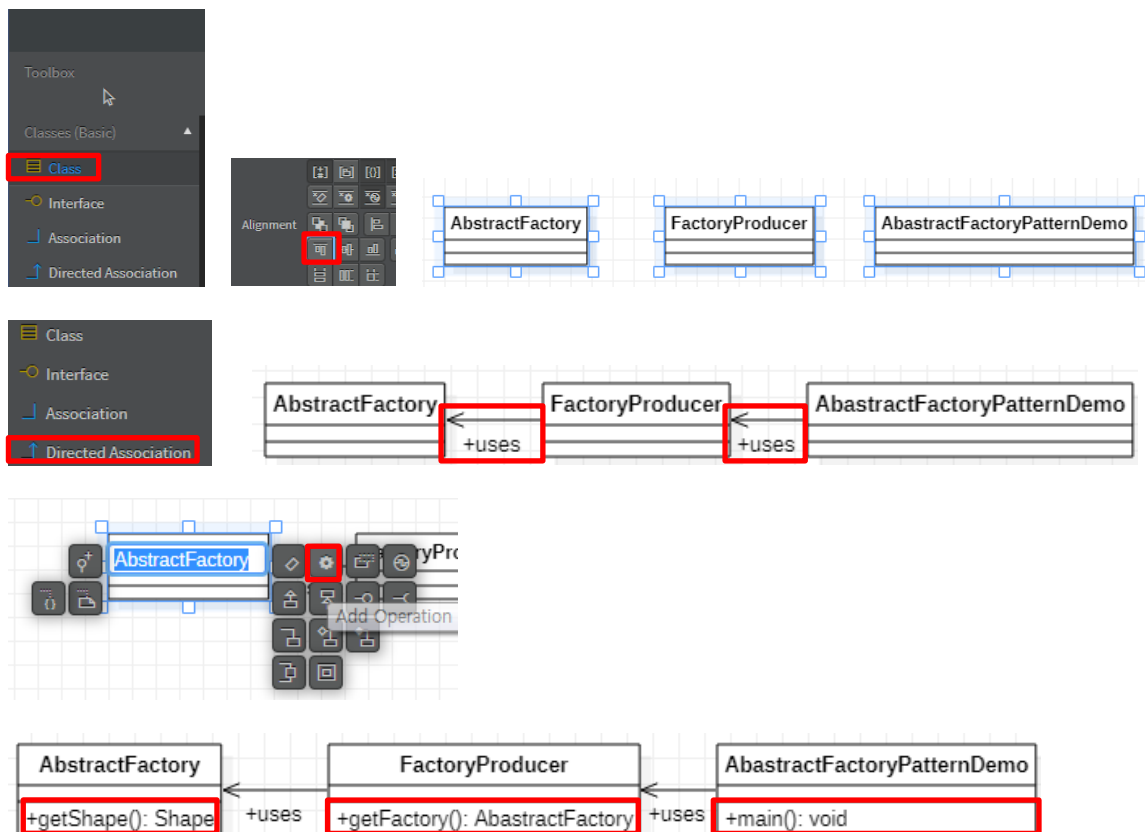 Toolbox
Classes (Basic)
Class
Interface
Association
Directed Association
Alignment
AbstractFactory
FactoryProducer
AbastractFactoryPatternDemo
Class
Interface
Association
Directed Association
AbstractFactory
FactoryProducer
AbastractFactoryPatternDemo
+uses
+uses
AbstractFactory
ryPro
Add Operation
AbstractFactory
FactoryProducer
AbastractFactoryPatternDemo
+getShape(): Shape
+uses
+getFactory(): AbastractFactory
+uses
+main(): void